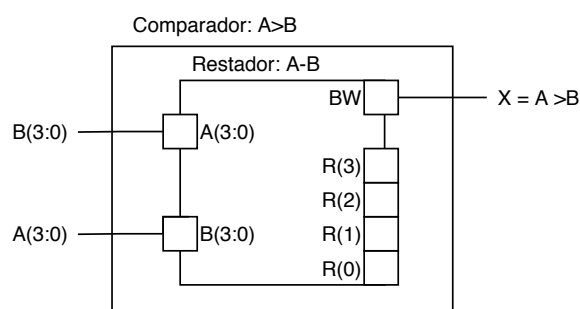 Comparador: A>B
Restador: A-B
BW
X = A >B
B(3:0)
A(3:0)
R(3)
R(2)
A(3:0)
B(3:0)
R(1)
R(0)